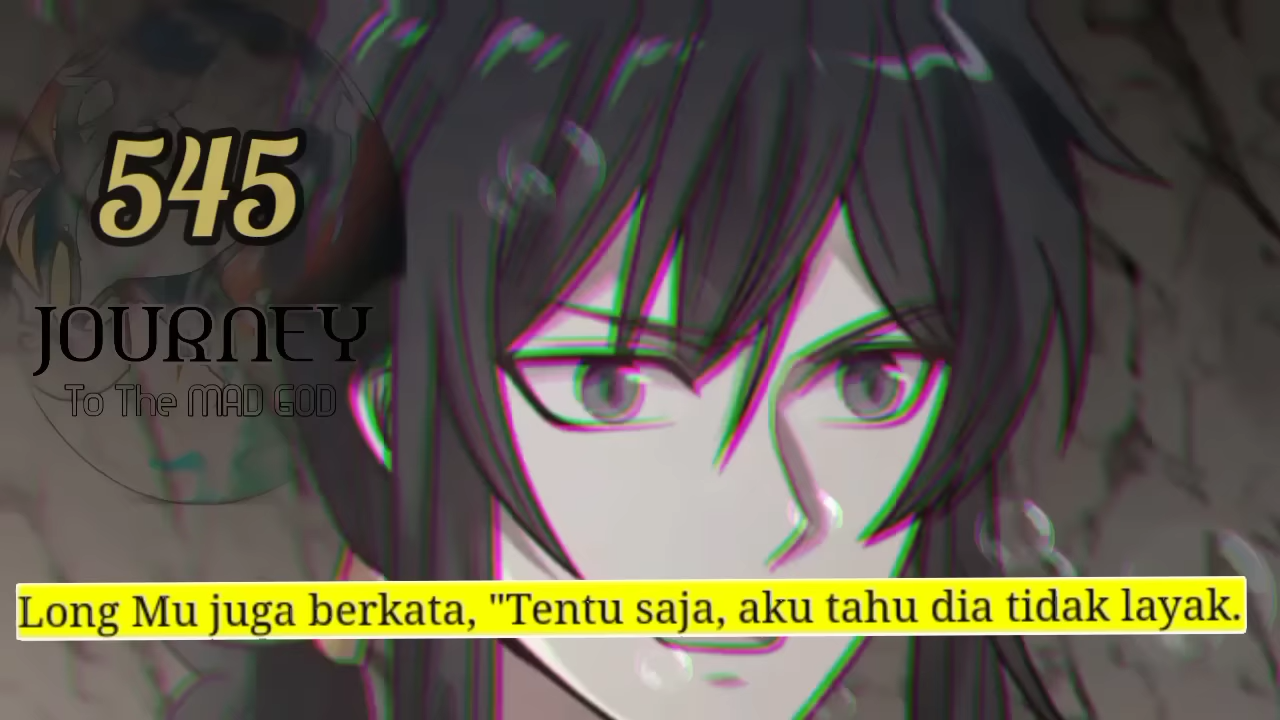 545
JOURNEY
To The MAD GOD
Long Mu juga berkata, "Tentu saja, aku tahu dia tidak layak.